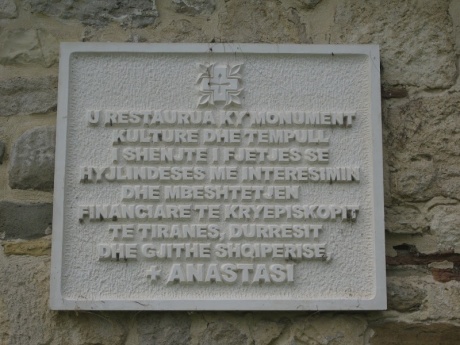 U RESTAURUA KY MONUMENT
KULTURE DHE TEMPULL
I SHENJTE I FJETJES SE
HYJLINDESES ME INTERESIMIN
DHE MBESHTETJEN
FINANCIARE TE KRYEPISKOPIT
TE TIRANES, DURRESIT
DHE GJITHE SHQIPERISE,
+ ANASTASI